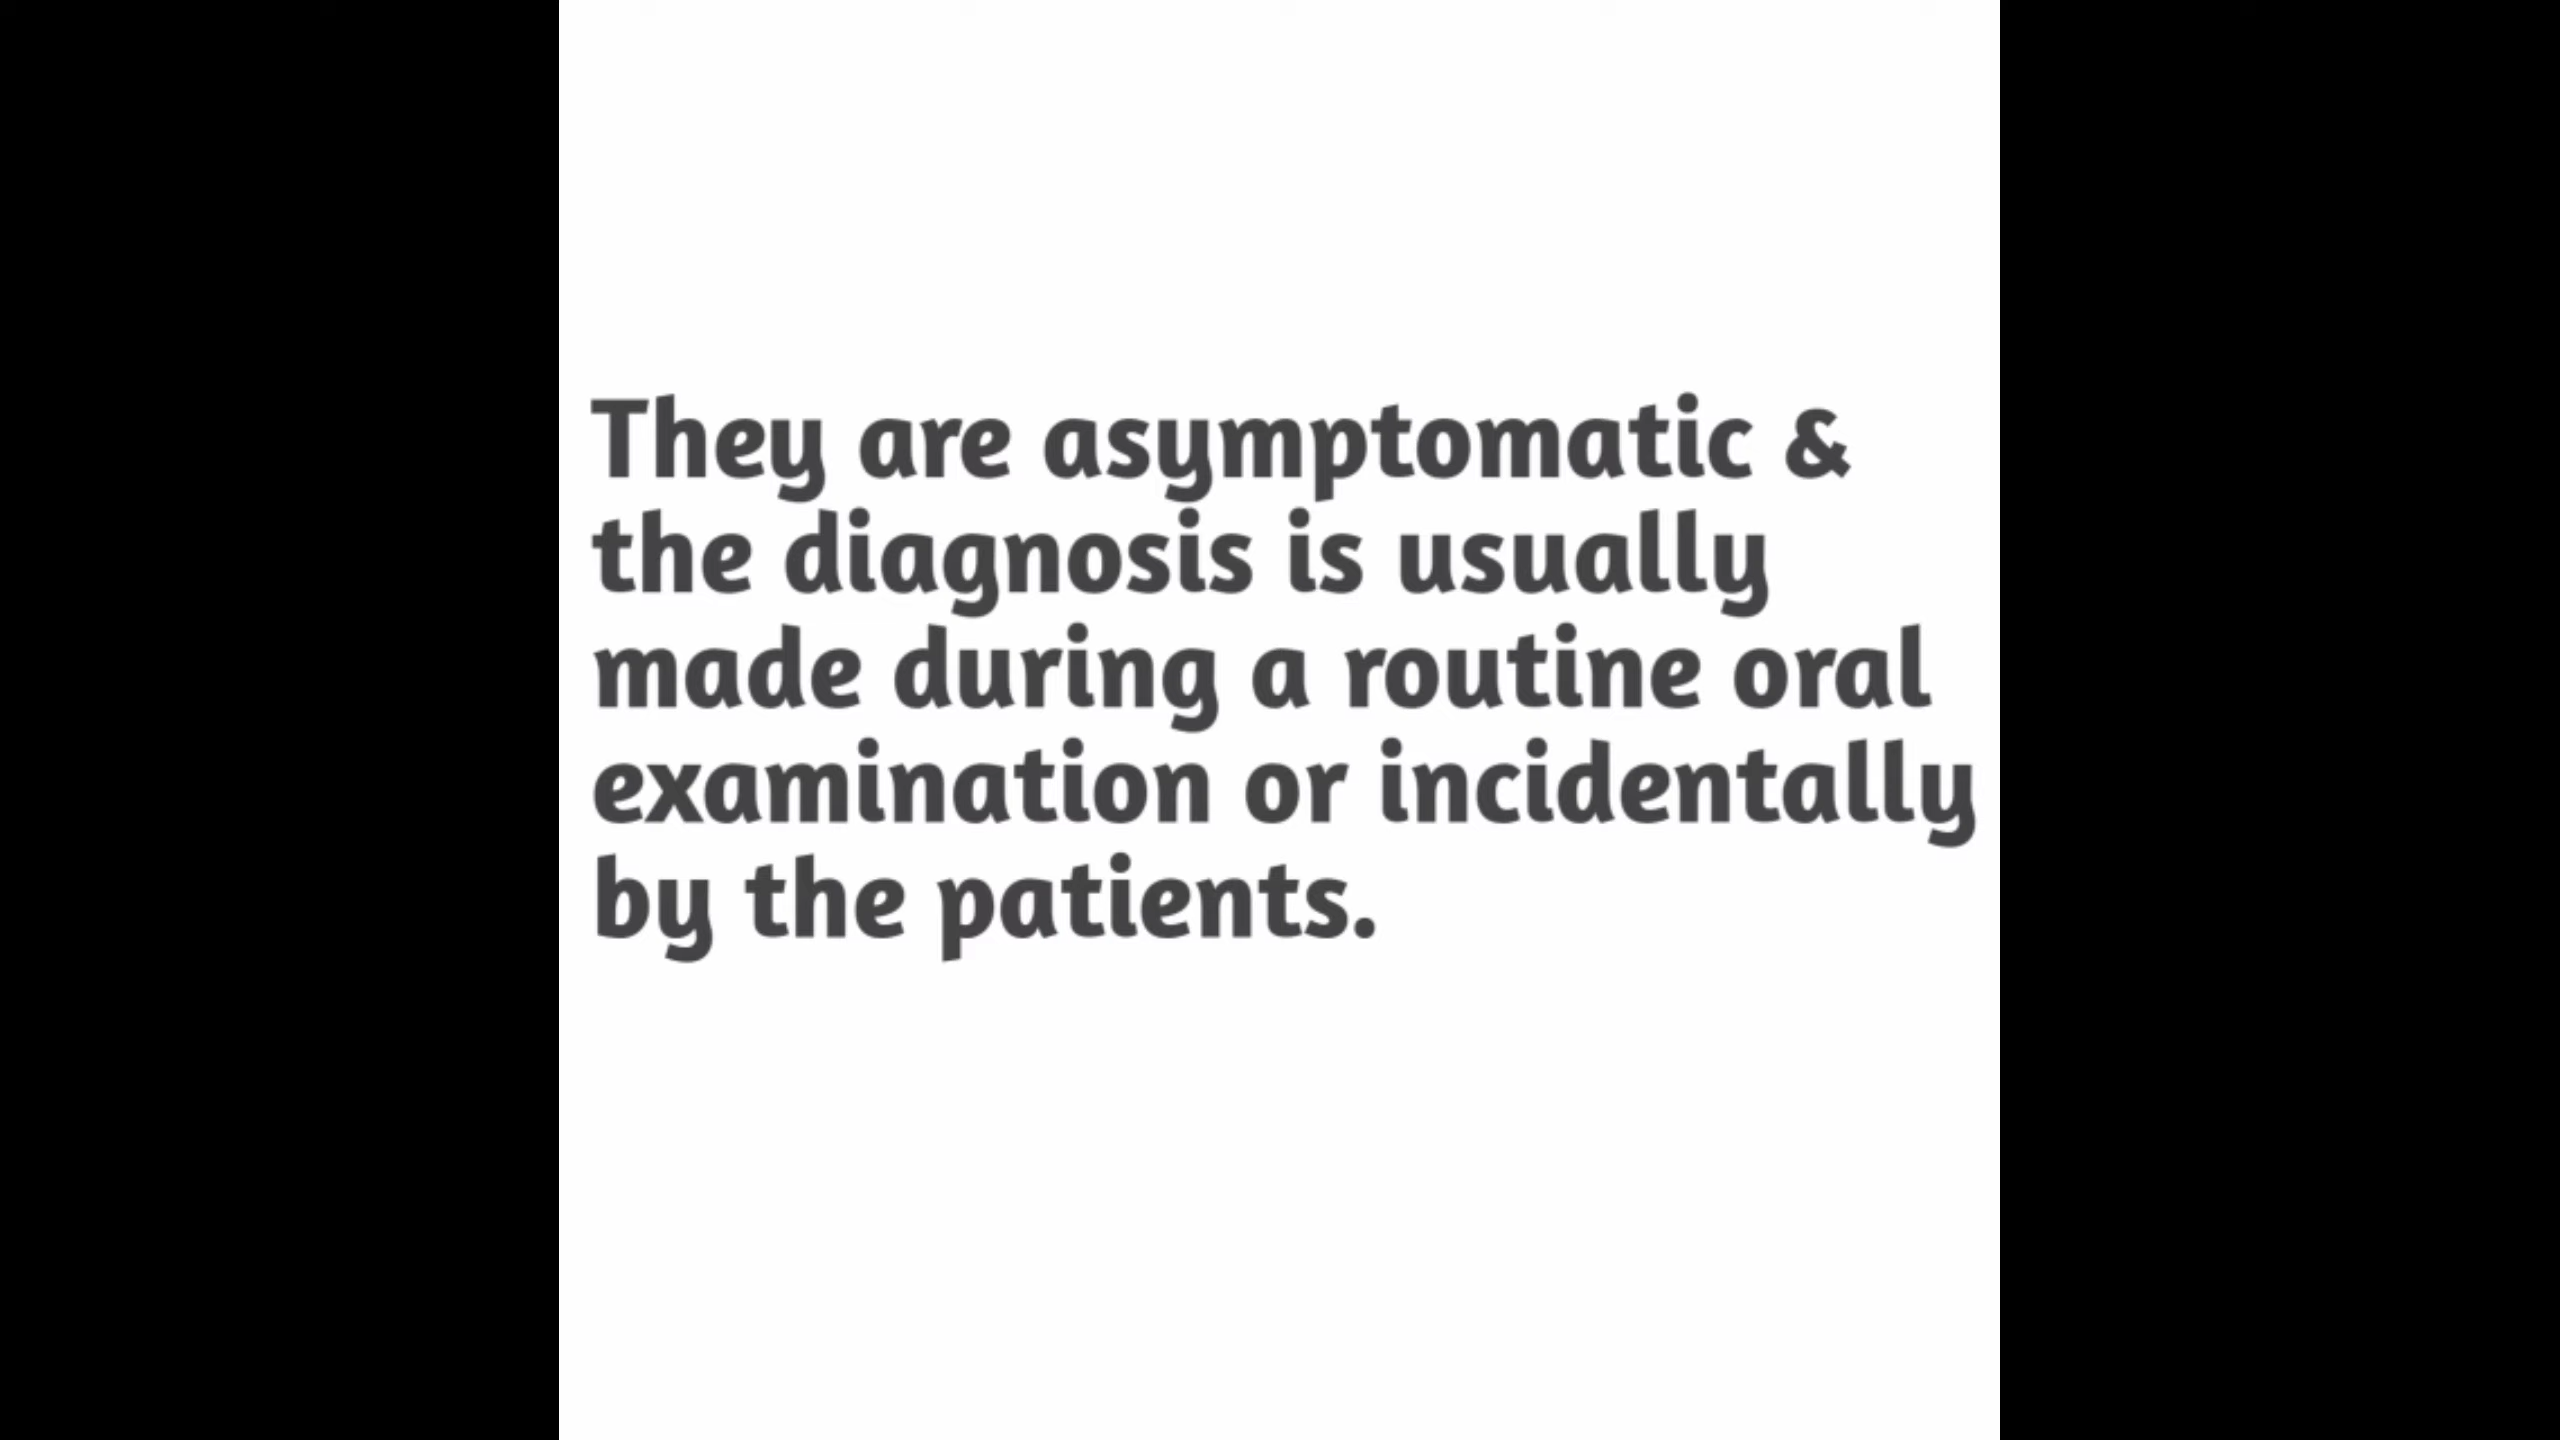 They are asymptomatic &
the diagnosis is usually
made during a routine oral
examination or incidentally
by the patients.